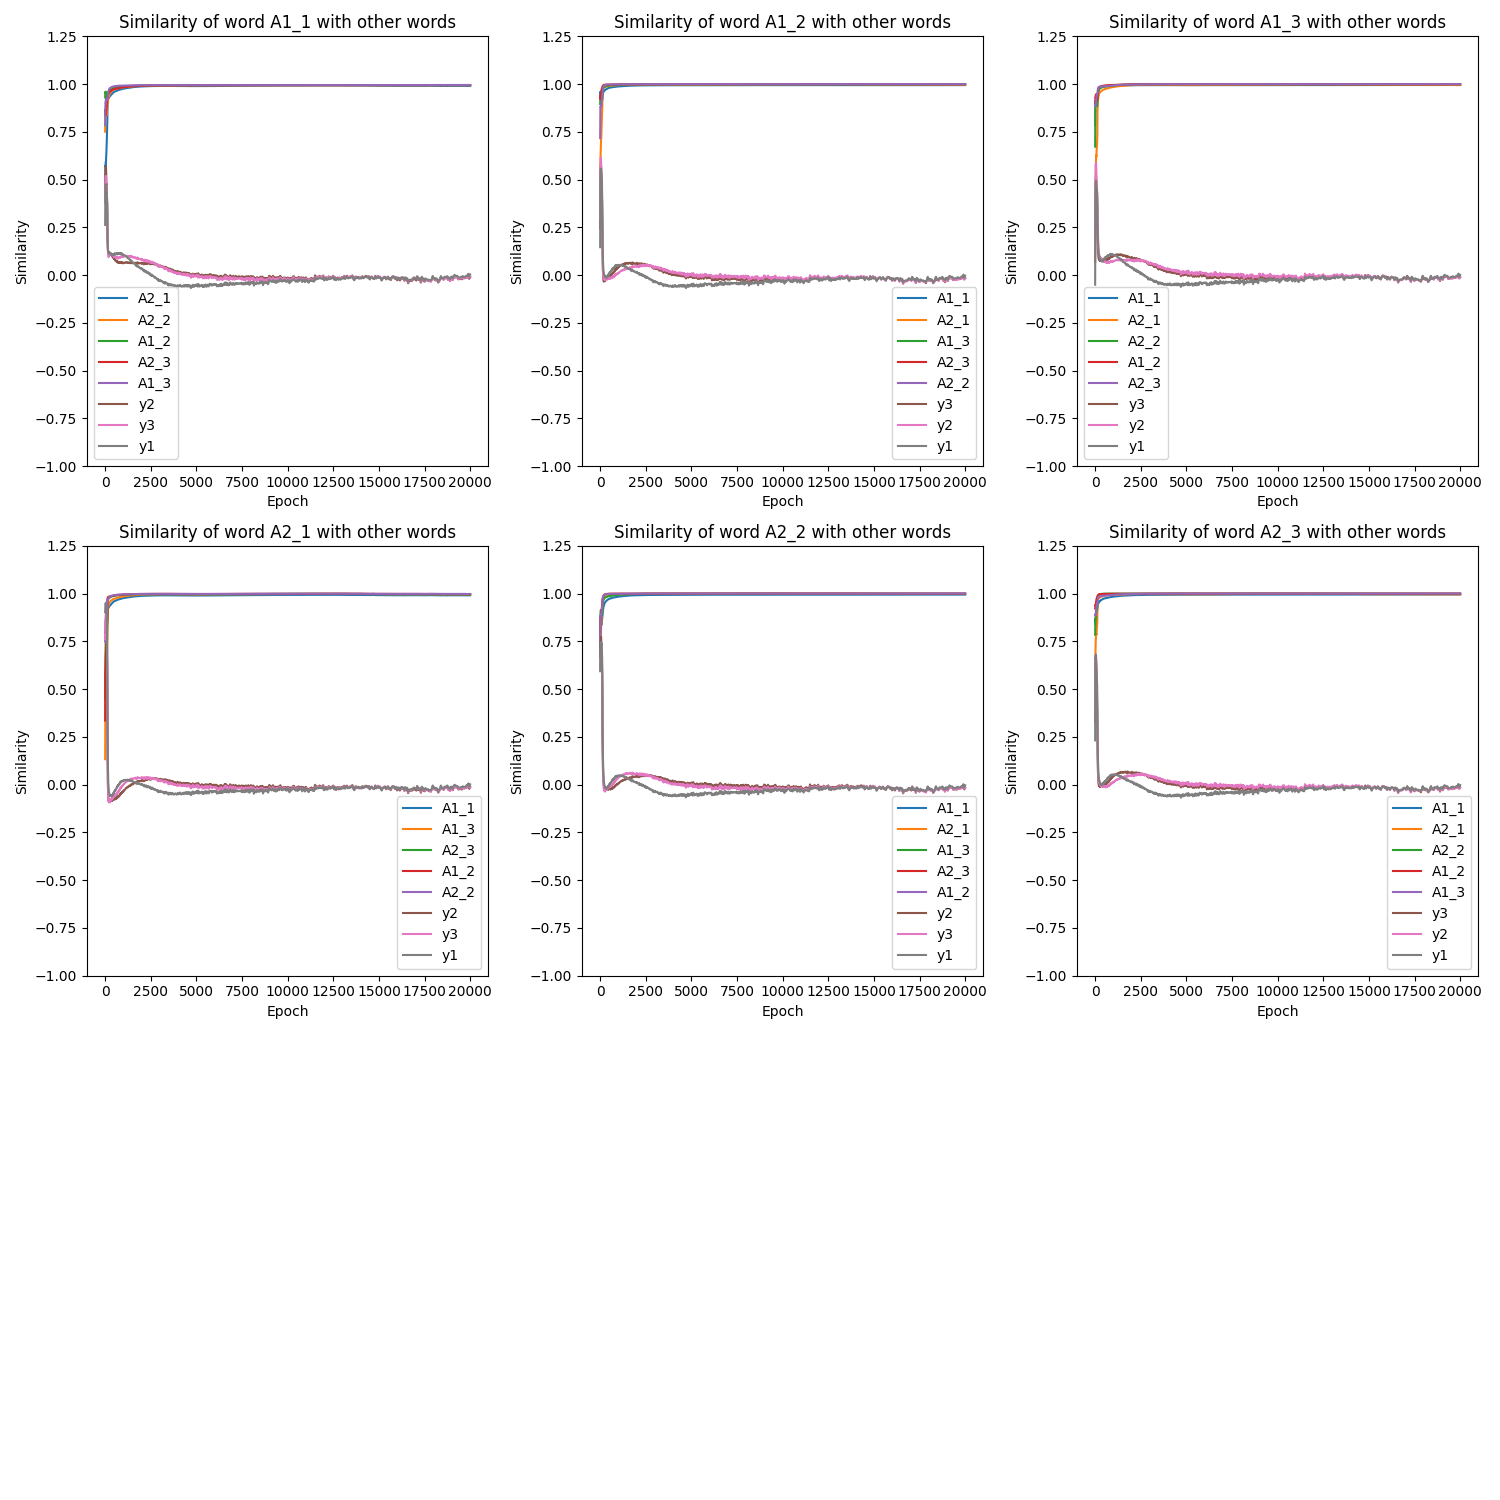 Similarity of word A1_1 with other words
1.25
1.00
0.75
0.50
0.25
0.00
−0.25
−0.50
−0.75
−1.00
Similarity
A2_1
A2_2
A1_2
A2_3
A1_3
y2
y3
y1
0 2500 5000 7500 10000 12500 15000 17500 20000
Epoch
Similarity of word A1_2 with other words
1.25
1.00
0.75
0.50
0.25
0.00
−0.25
−0.50
−0.75
−1.00
Similarity
A1_1
A2_1
A1_3
A2_3
A2_2
y3
y2
y1
0 2500 5000 7500 10000 12500 15000 17500 20000
Epoch
Similarity of word A1_3 with other words
1.25
1.00
0.75
0.50
0.25
0.00
−0.25
−0.50
−0.75
−1.00
Similarity
A1_1
A2_1
A2_2
A1_2
A2_3
y3
y2
y1
0 2500 5000 7500 10000 12500 15000 17500 20000
Epoch
Similarity of word A2_1 with other words
1.25
1.00
0.75
0.50
0.25
0.00
−0.25
−0.50
−0.75
−1.00
Similarity
A1_1
A1_3
A2_3
A1_2
A2_2
y2
y3
y1
0 2500 5000 7500 10000 12500 15000 17500 20000
Epoch
Similarity of word A2_2 with other words
1.25
1.00
0.75
0.50
0.25
0.00
−0.25
−0.50
−0.75
−1.00
Similarity
A1_1
A2_1
A1_3
A2_3
A1_2
y2
y3
y1
0 2500 5000 7500 10000 12500 15000 17500 20000
Epoch
Similarity of word A2_3 with other words
1.25
1.00
0.75
0.50
0.25
0.00
−0.25
−0.50
−0.75
−1.00
Similarity
A1_1
A2_1
A2_2
A1_2
A1_3
y3
y2
y1
0 2500 5000 7500 10000 12500 15000 17500 20000
Epoch